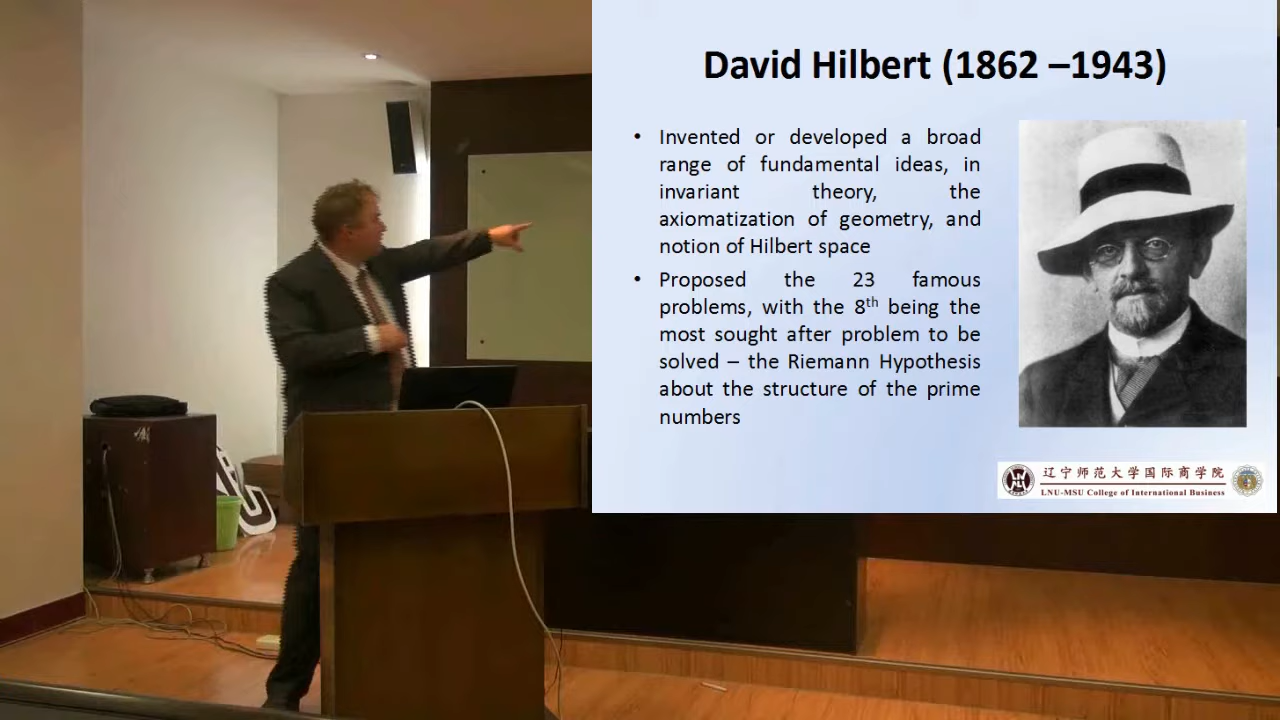 David Hilbert (1862 –1943)
• Invented or developed a broad
range of fundamental ideas, in
invariant theory, the
axiomatization of geometry, and
notion of Hilbert space
• Proposed the 23 famous
problems, with the 8th being the
most sought after problem to be
solved – the Riemann Hypothesis
about the structure of the prime
numbers
辽宁师范大学国际商学院
LNU-MSU College of International Business